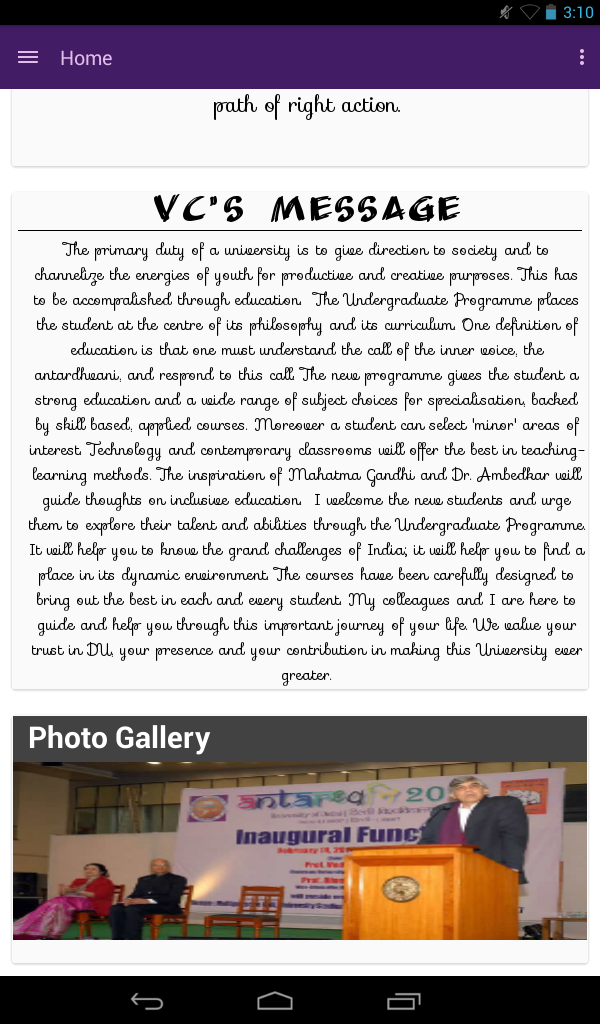 3:10
Home
path of right action.
VC'S MESSAGE
The primary duty of a university is to give direction to society and to
channelize the energies of youth for productive and creative purposes. This has
to be accompalished through education. The Undergraduate Programme places
the student at the centre of its philosophy and its curriculum. One definition of
education is that one must understand the call of the inner voice, the
antardhvani, and respond to this call. The new programme gives the student a
strong education and a wide range of subject choices for specialisation, backed
by skill based, applied courses. Moreover a student can select 'minor' areas of
interest. Technology and contemporary classrooms will offer the best in teaching-
learning methods. The inspiration of Mahatma Gandhi and Dr. Ambedkar will
guide thoughts on inclusive education. I welcome the new students and urge
them to explore their talent and abilities through the Undergraduate Programme.
It will help you to know the grand challenges of India; it will help you to find a
place in its dynamic environment. The courses have been carefully designed to
bring out the best in each and every student. My colleagues and I are here to
guide and help you through this important journey of your life. We value your
trust in DU, your presence and your contribution in making this University ever
greater.
Photo Gallery
20
Inaugural Func
February
Prof.
Prof.